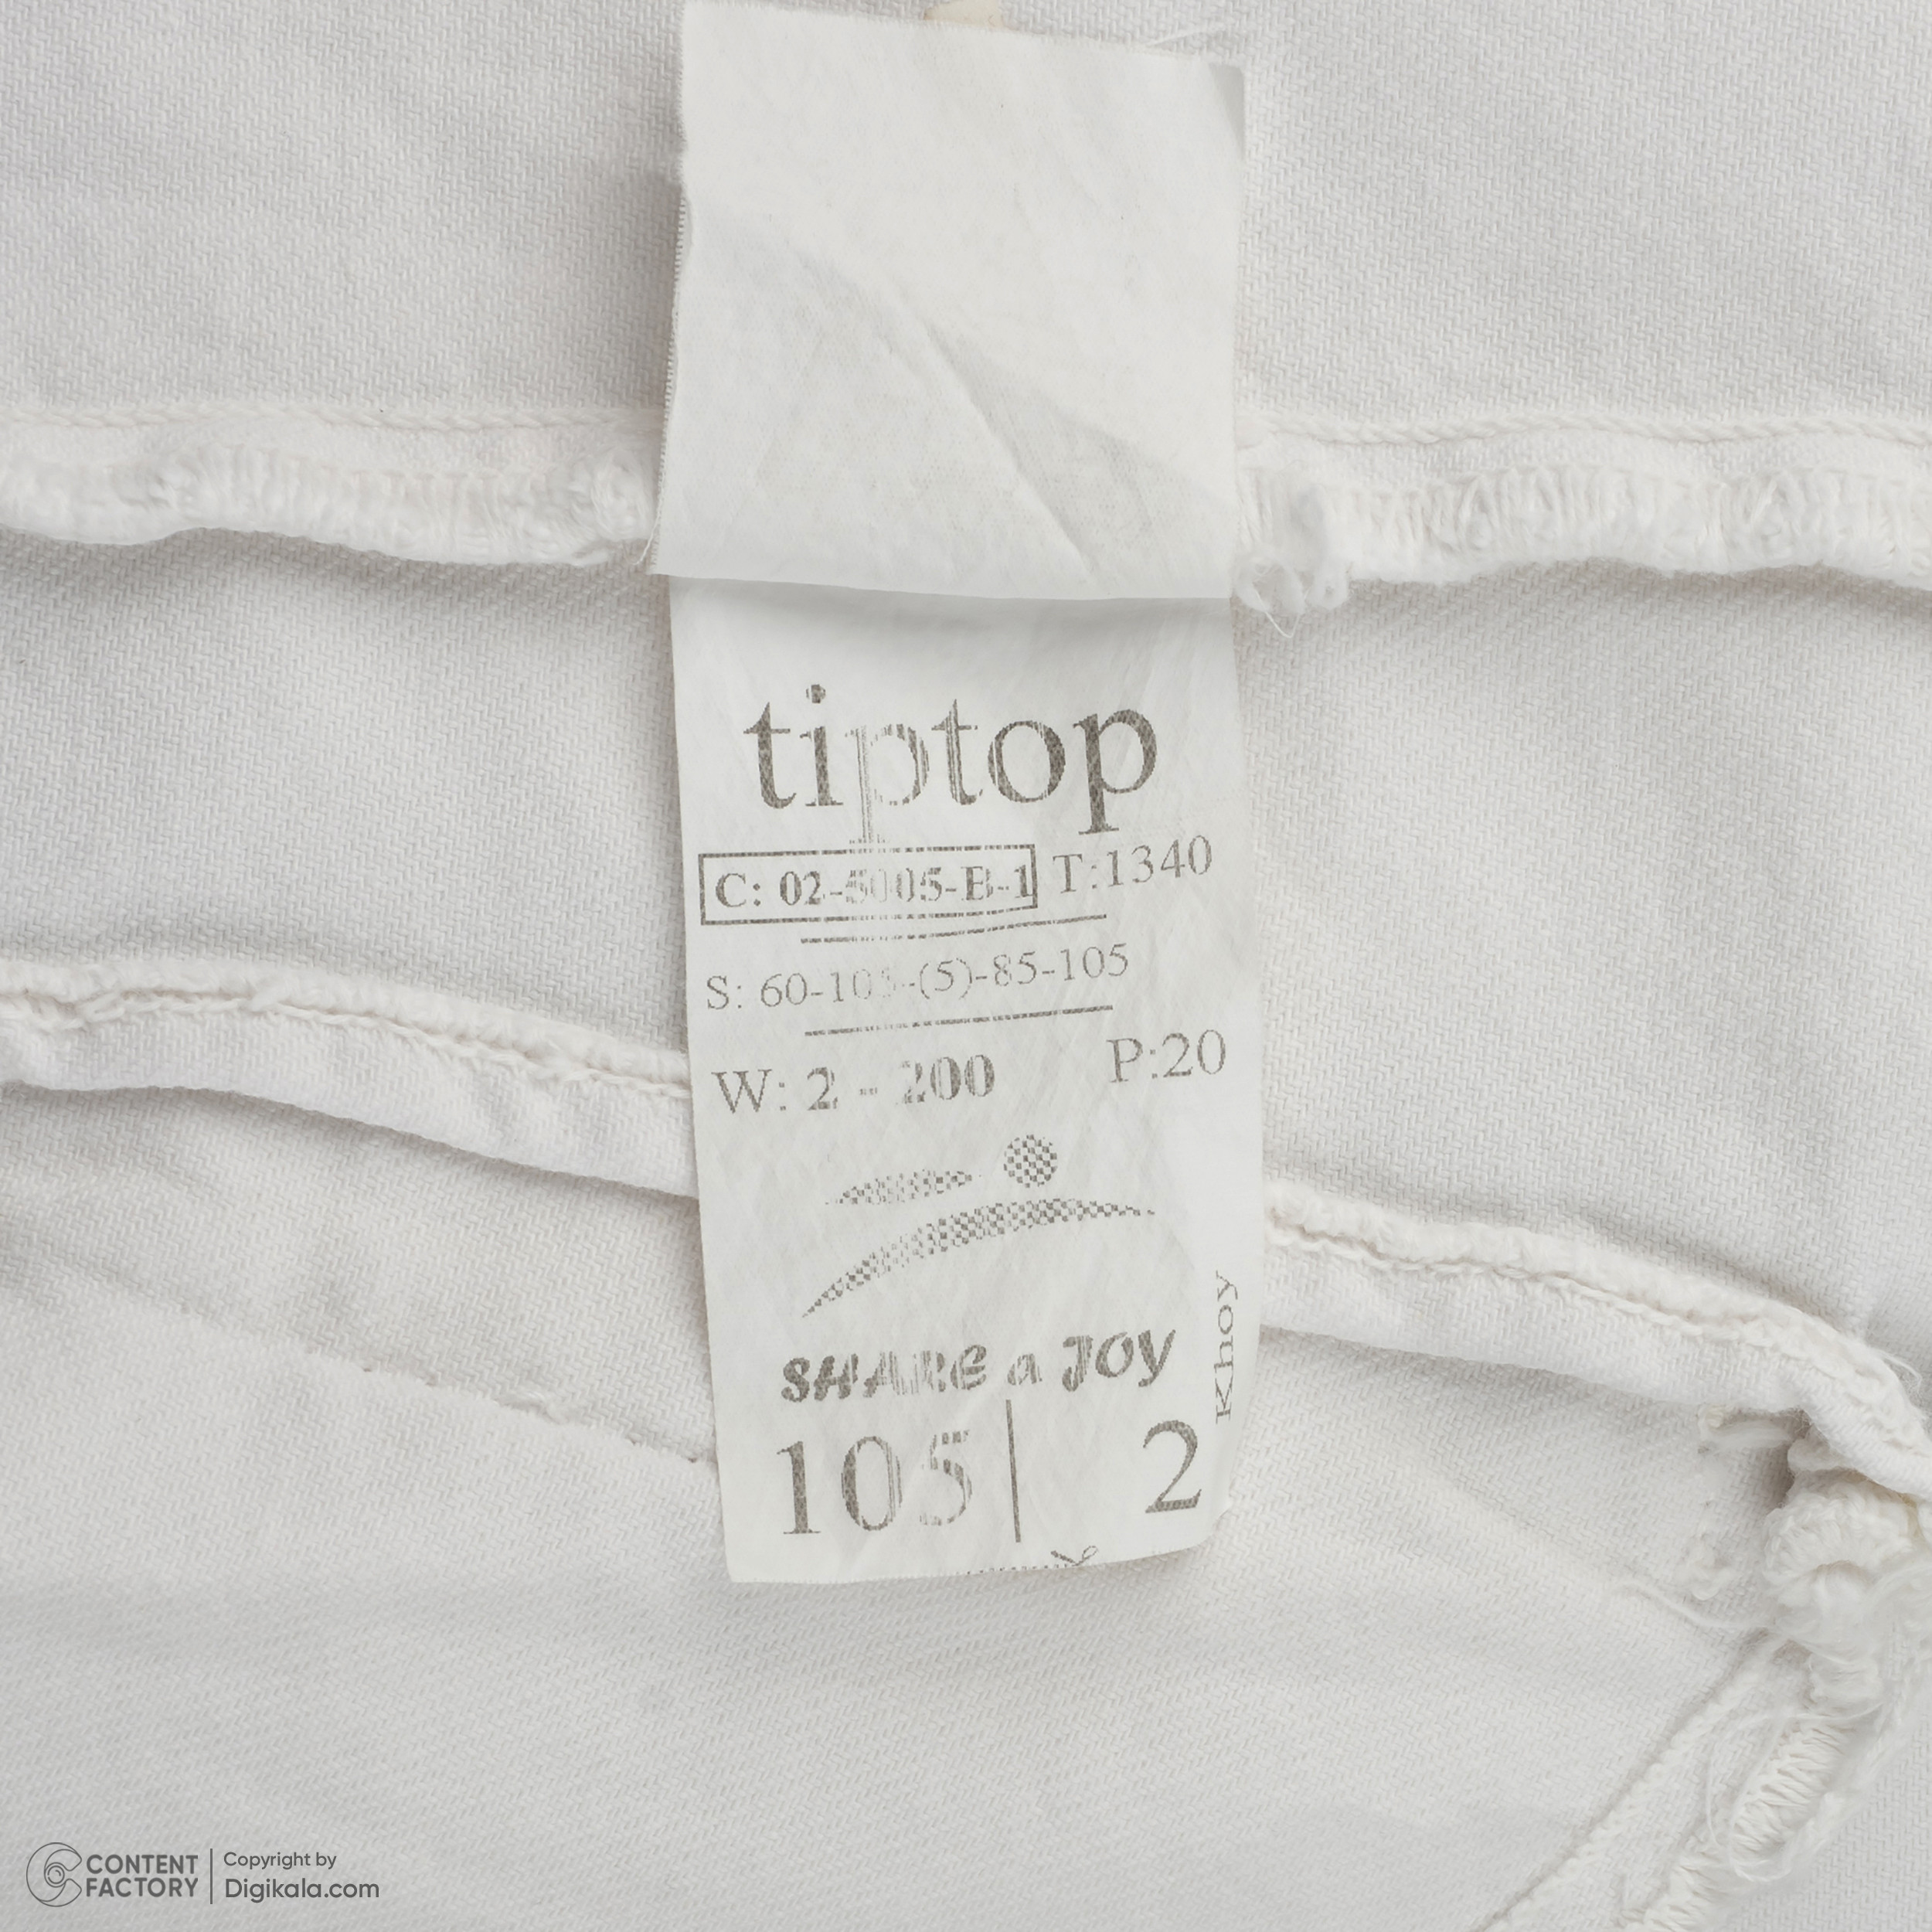 tiptop
C: 02-5005-B-1 T:1340
S: 60-105-(5)-85-105
W: 2 - 200 P:20
SHARE a JOY
Khoy
105| 2
CONTENT FACTORY
Copyright by
Digikala.com